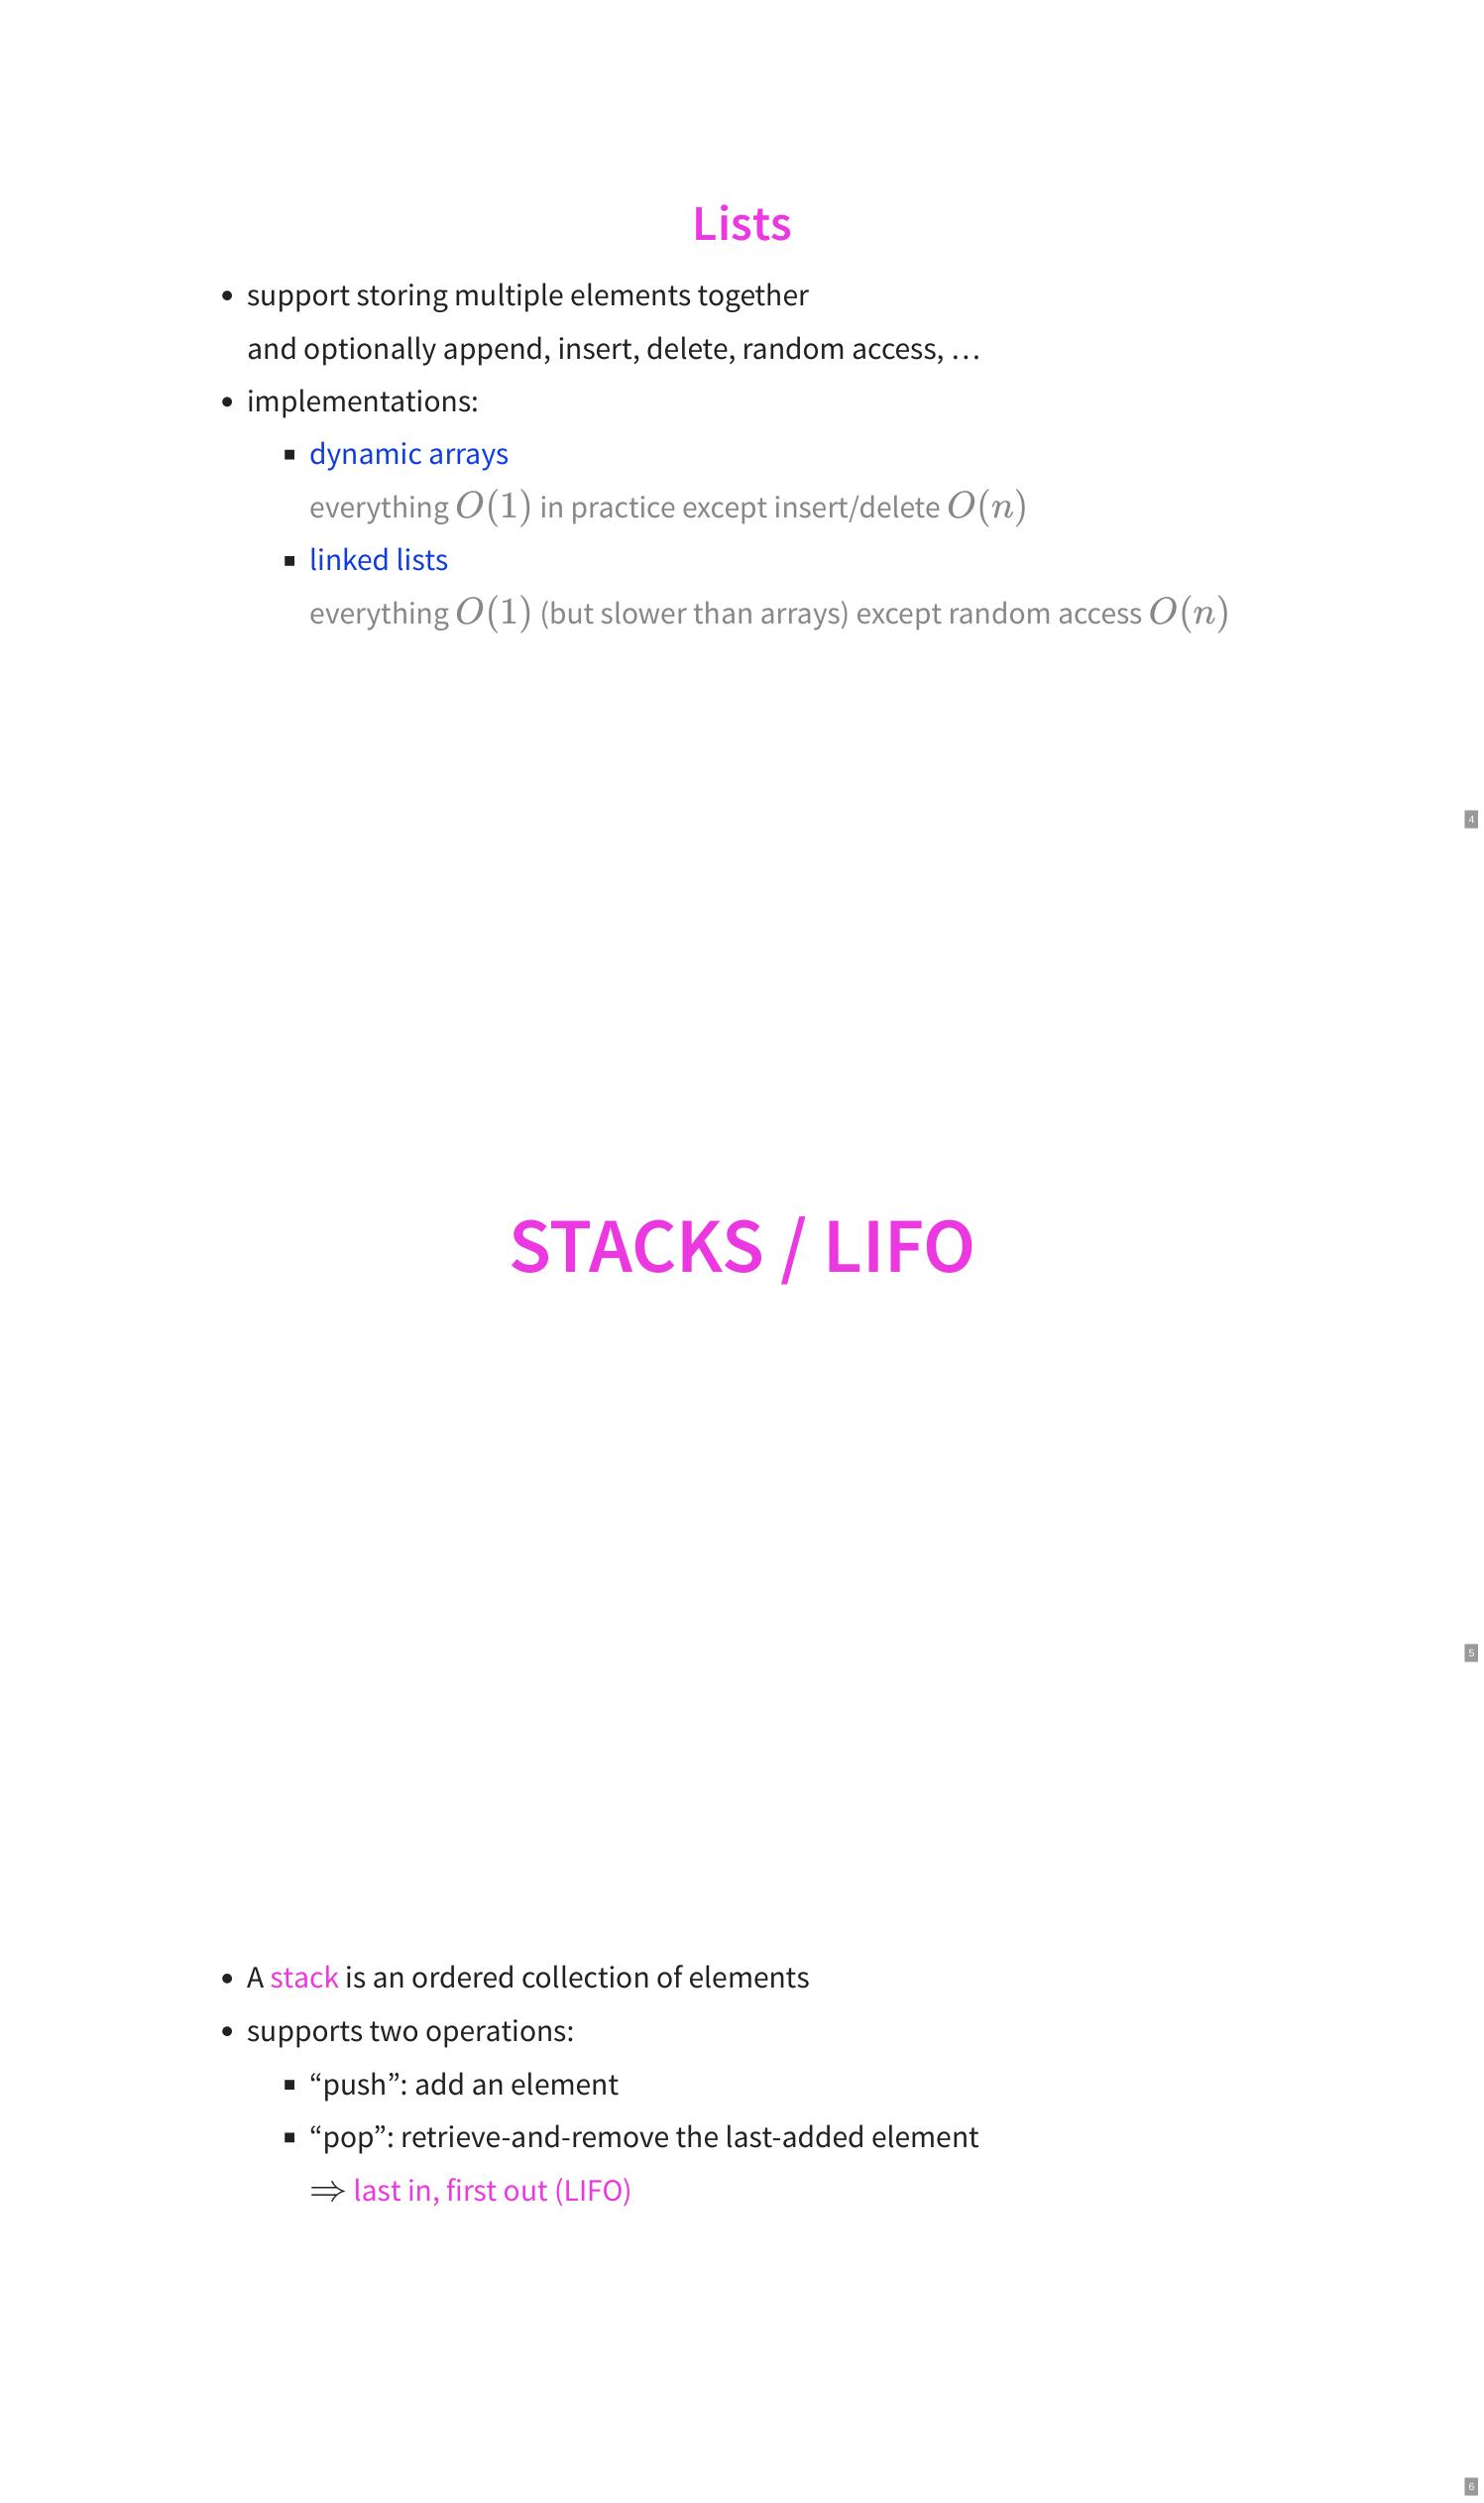 Lists
• support storing multiple elements together
and optionally append, insert, delete, random access, …
• implementations:
▪ dynamic arrays
everything O(1) in practice except insert/delete O(n)
▪ linked lists
everything O(1) (but slower than arrays) except random access O(n)
4
STACKS / LIFO
5
• A stack is an ordered collection of elements
• supports two operations:
▪ “push”: add an element
▪ “pop”: retrieve-and-remove the last-added element
⇒ last in, first out (LIFO)
6